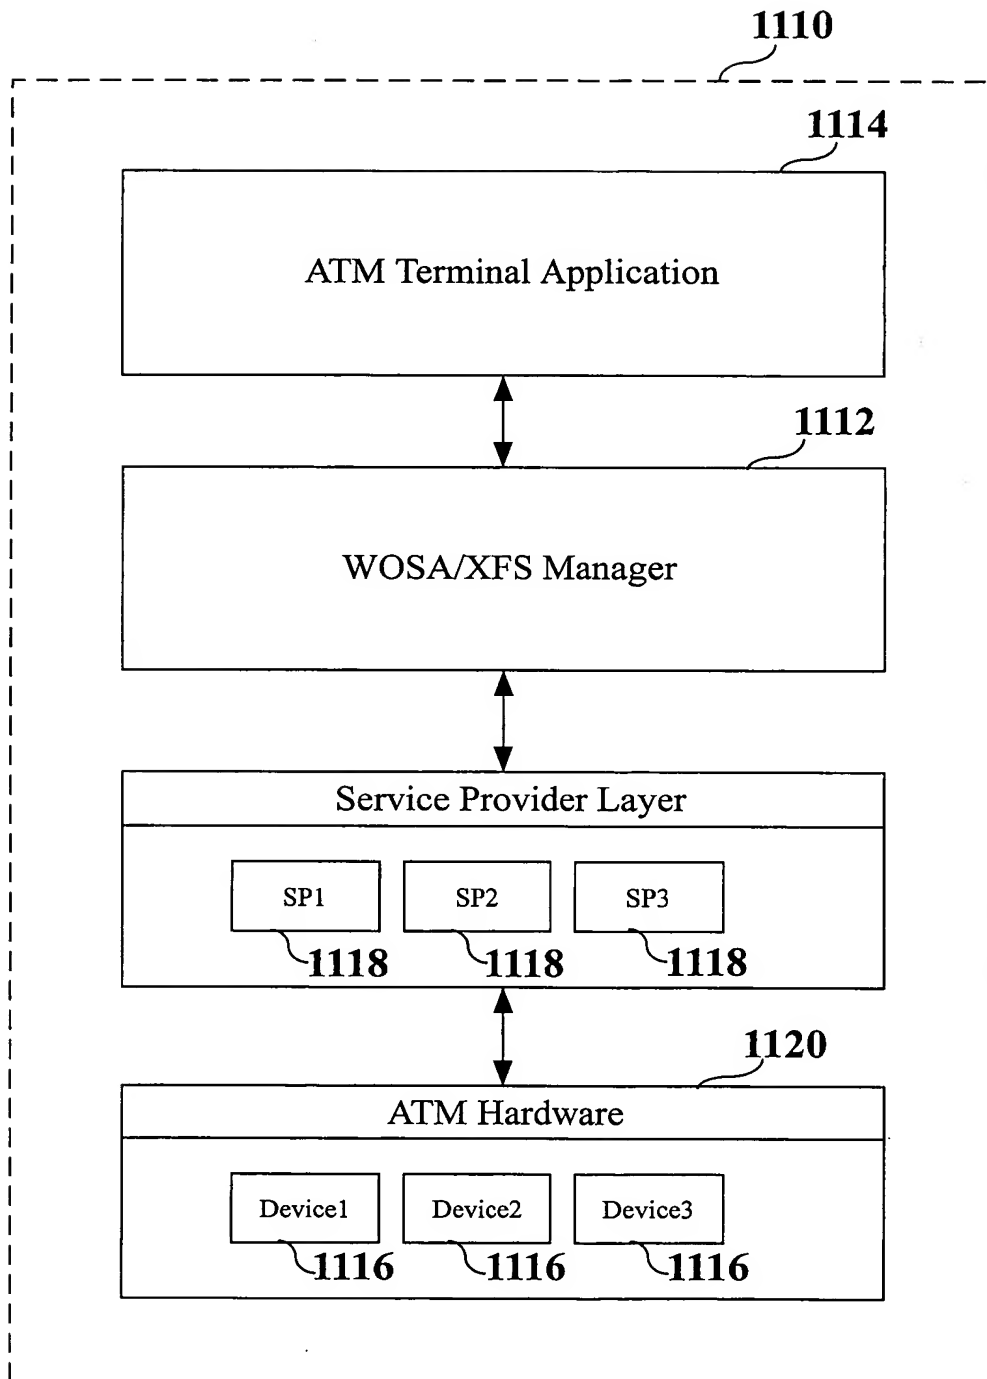 1110
1114
ATM Terminal Application
1112
WOSA/XFS Manager
Service Provider Layer
SP1 SP2 SP3
1118 1118 1118
1120
ATM Hardware
Device1 Device2 Device3
1116 1116 1116